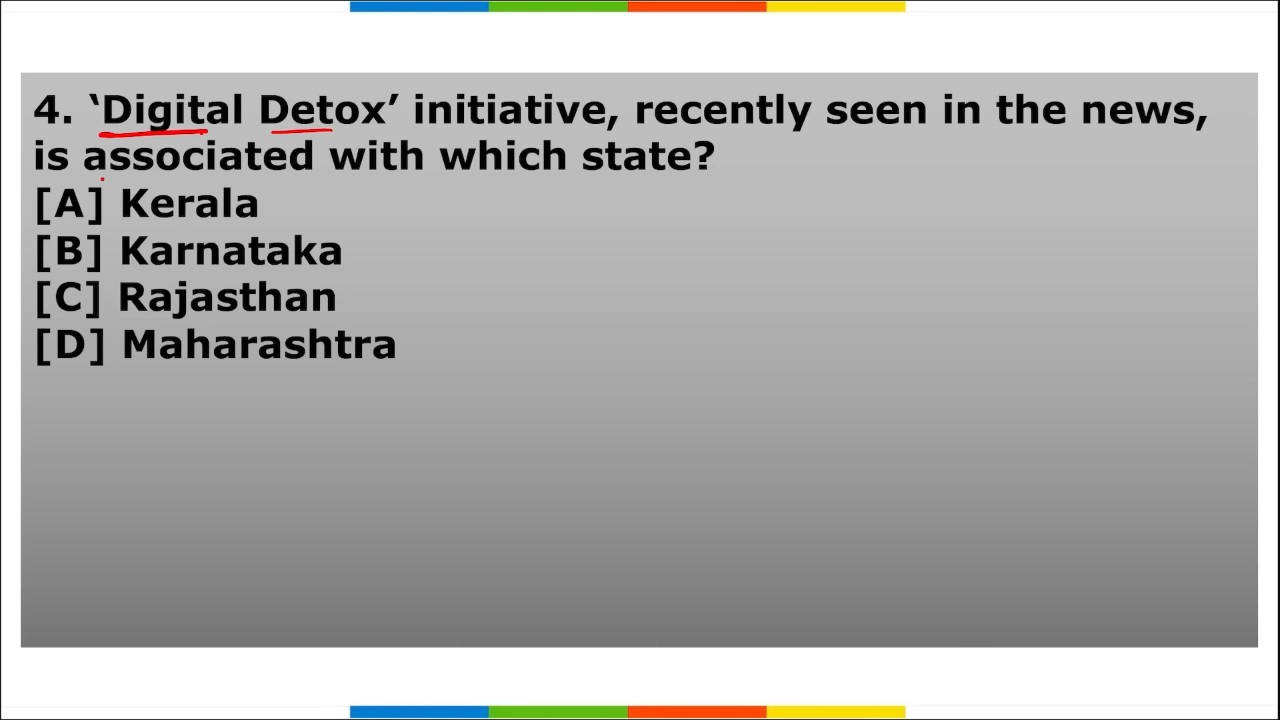 4. ‘Digital Detox’ initiative, recently seen in the news,
is associated with which state?
[A] Kerala
[B] Karnataka
[C] Rajasthan
[D] Maharashtra